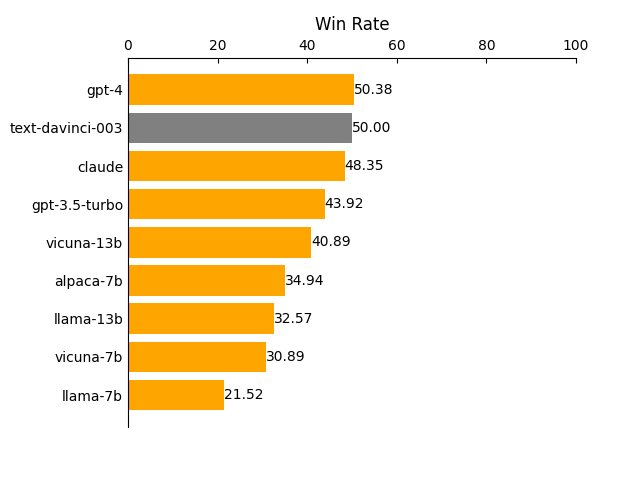 Win Rate
0 20 40 60 80 100
gpt-4 50.38
text-davinci-003 50.00
claude 48.35
gpt-3.5-turbo 43.92
vicuna-13b 40.89
alpaca-7b 34.94
llama-13b 32.57
vicuna-7b 30.89
llama-7b 21.52